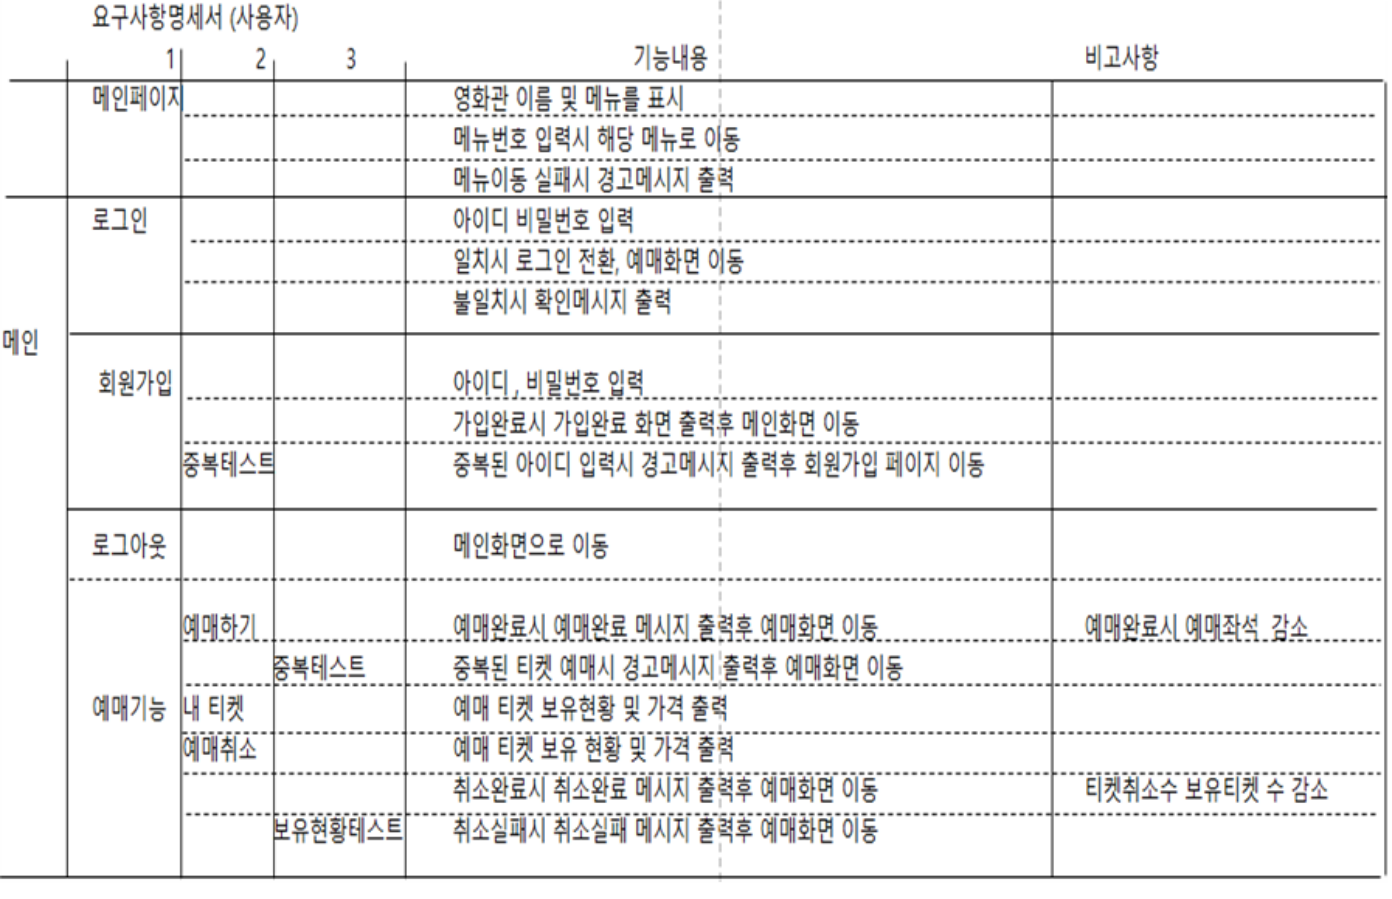 요구사항명세서 (사용자)
1 2 3 기능내용 비고사항
메인페이지 영화관 이름 및 메뉴를 표시
메뉴번호 입력시 해당 메뉴로 이동
메뉴이동 실패시 경고메시지 출력
로그인 아이디 비밀번호 입력
일치시 로그인 전환, 예매화면 이동
불일치시 확인메시지 출력
메인
회원가입 아이디 , 비밀번호 입력
가입완료시 가입완료 화면 출력후 메인화면 이동
중복테스트 중복된 아이디 입력시 경고메시지 출력후 회원가입 페이지 이동
로그아웃 메인화면으로 이동
예매하기 예매완료시 예매완료 메시지 출력후 예매화면 이동 예매완료시 예매좌석 감소
중복테스트 중복된 티켓 예매시 경고메시지 출력후 예매화면 이동
예매기능 내 티켓 예매 티켓 보유현황 및 가격 출력
예매취소 예매 티켓 보유 현황 및 가격 출력
취소완료시 취소완료 메시지 출력후 예매화면 이동 티켓취소수 보유티켓 수 감소
보유현황테스트 취소실패시 취소실패 메시지 출력후 예매화면 이동